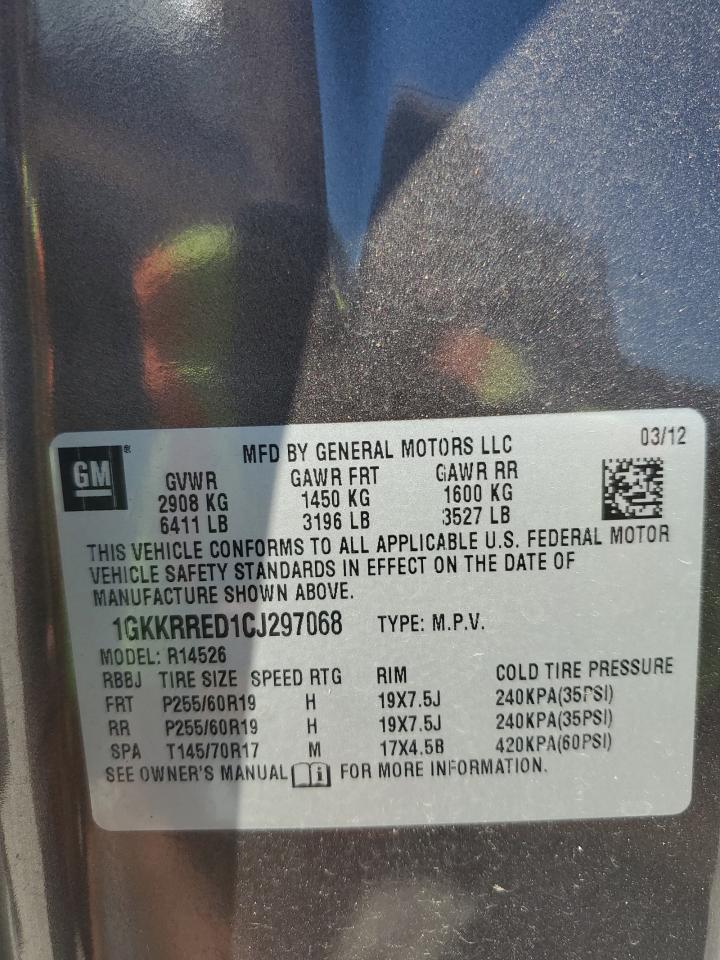 03/12
GM® MFD BY GENERAL MOTORS LLC
GVWR GAWR FRT GAWR RR
2908 KG 1450 KG 1600 KG
6411 LB 3196 LB 3527 LB
THIS VEHICLE CONFORMS TO ALL APPLICABLE U.S. FEDERAL MOTOR
VEHICLE SAFETY STANDARDS IN EFFECT ON THE DATE OF
MANUFACTURE SHOWN ABOVE.
1GKKRRED1CJ297068 TYPE: M.P.V.
MODEL: R14526
RBBJ TIRE SIZE SPEED RTG RIM COLD TIRE PRESSURE
FRT P255/60R19 H 19X7.5J 240KPA(35PSI)
RR P255/60R19 H 19X7.5J 240KPA(35PSI)
SPA T145/70R17 M 17X4.5B 420KPA(60PSI)
SEE OWNER'S MANUAL FOR MORE INFORMATION.